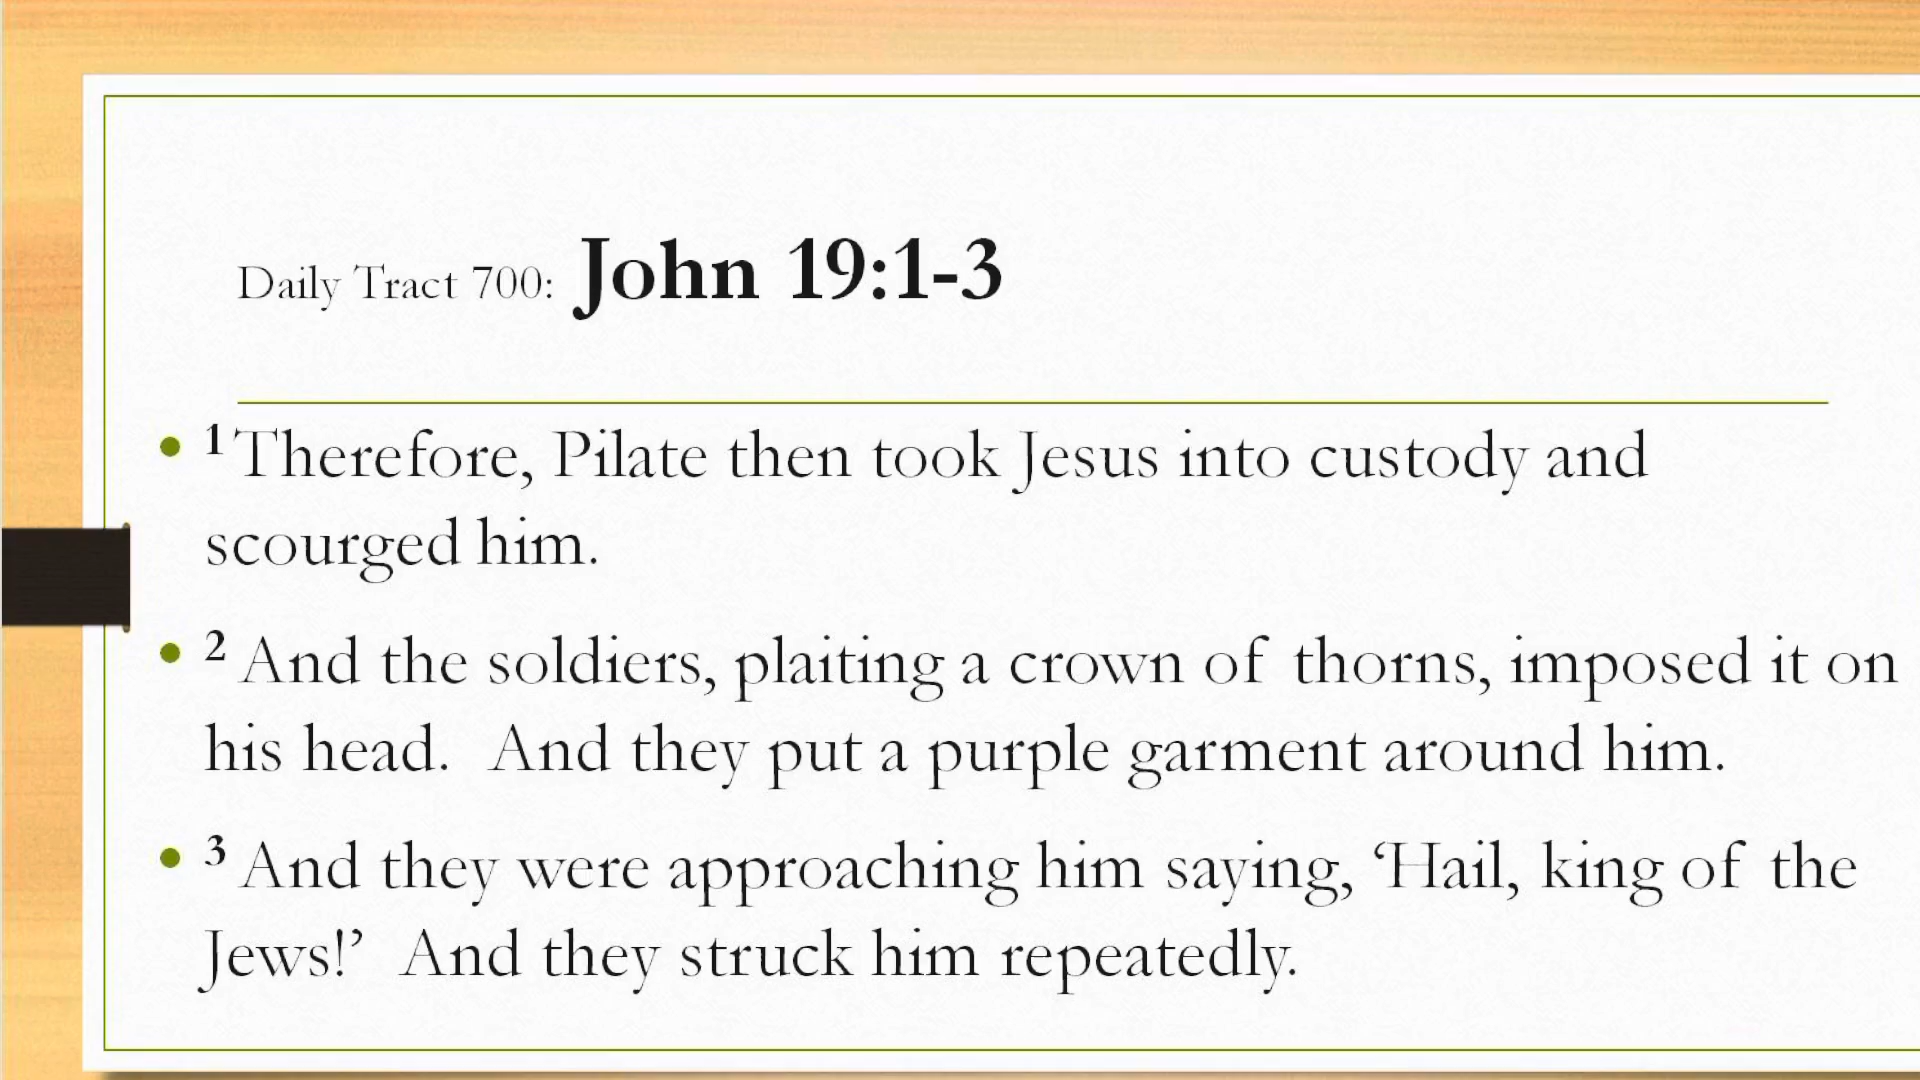 Daily Tract 700: John 19:1-3
• ¹ Therefore, Pilate then took Jesus into custody and
scourged him.
• ² And the soldiers, plaiting a crown of thorns, imposed it on
his head.  And they put a purple garment around him.
• ³ And they were approaching him saying, ‘Hail, king of the
Jews!’  And they struck him repeatedly.